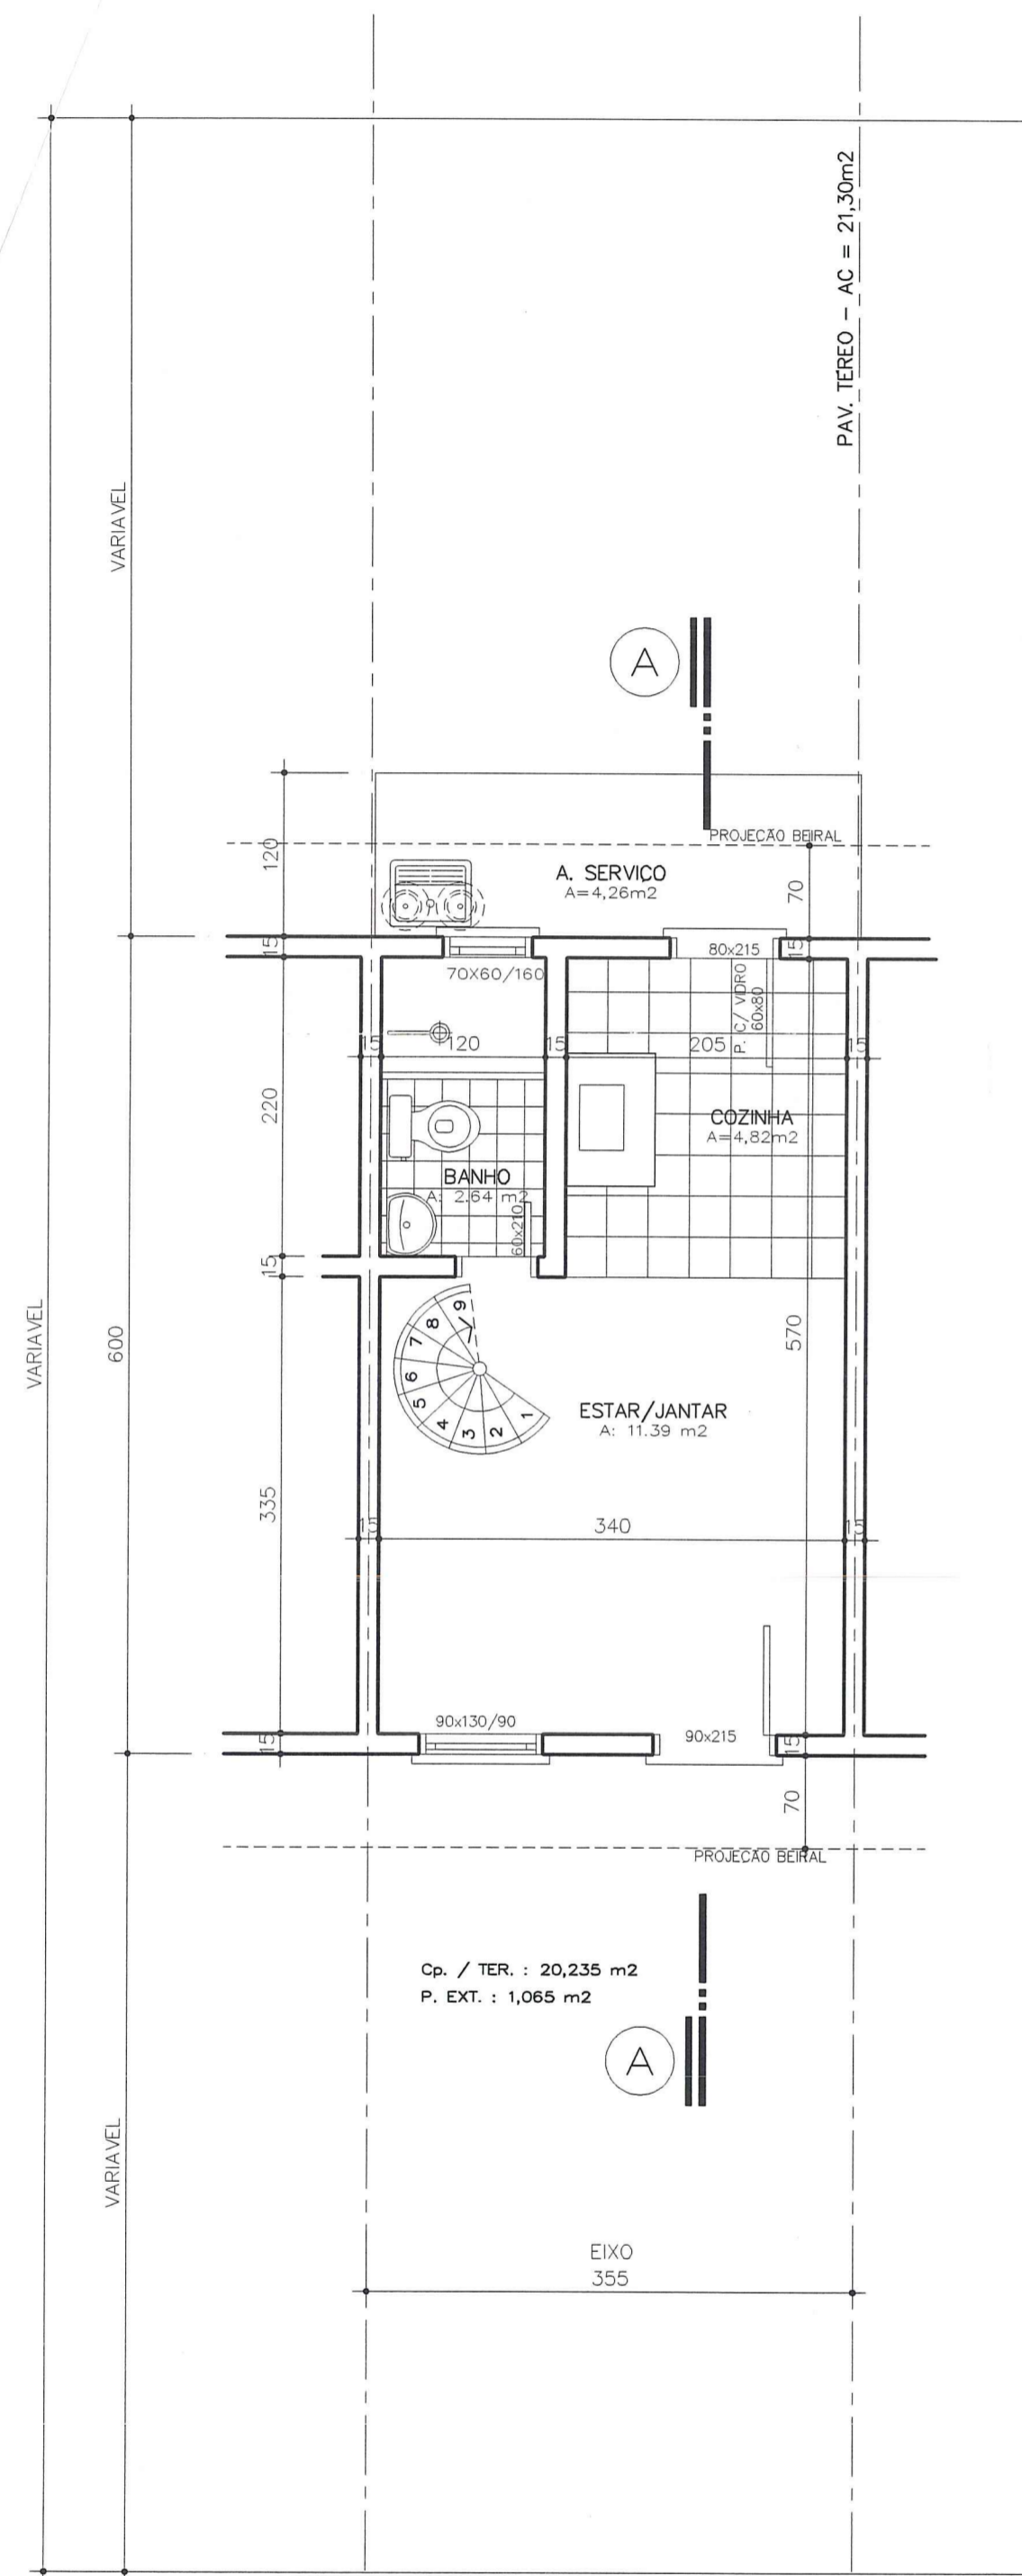 PAV. TÉREO - AC = 21,30m2
VARIAVEL
A
PROJEÇÃO BEIRAL
120
A. SERVIÇO
A=4,26m2
70
15
15
80x215
70X60/160
P. C/ VIDRO
60x80
15
120
15
205
15
220
COZINHA
A=4,82m2
BANHO
A: 2.64 m2
60x210
15
VARIAVEL
600
570
9
8
7
6
5
4
3
2
1
ESTAR/JANTAR
A: 11.39 m2
335
15
340
15
90x130/90
90x215
15
15
70
PROJEÇÃO BEIRAL
Cp. / TER. : 20,235 m2
P. EXT. : 1,065 m2
A
VARIAVEL
EIXO
355